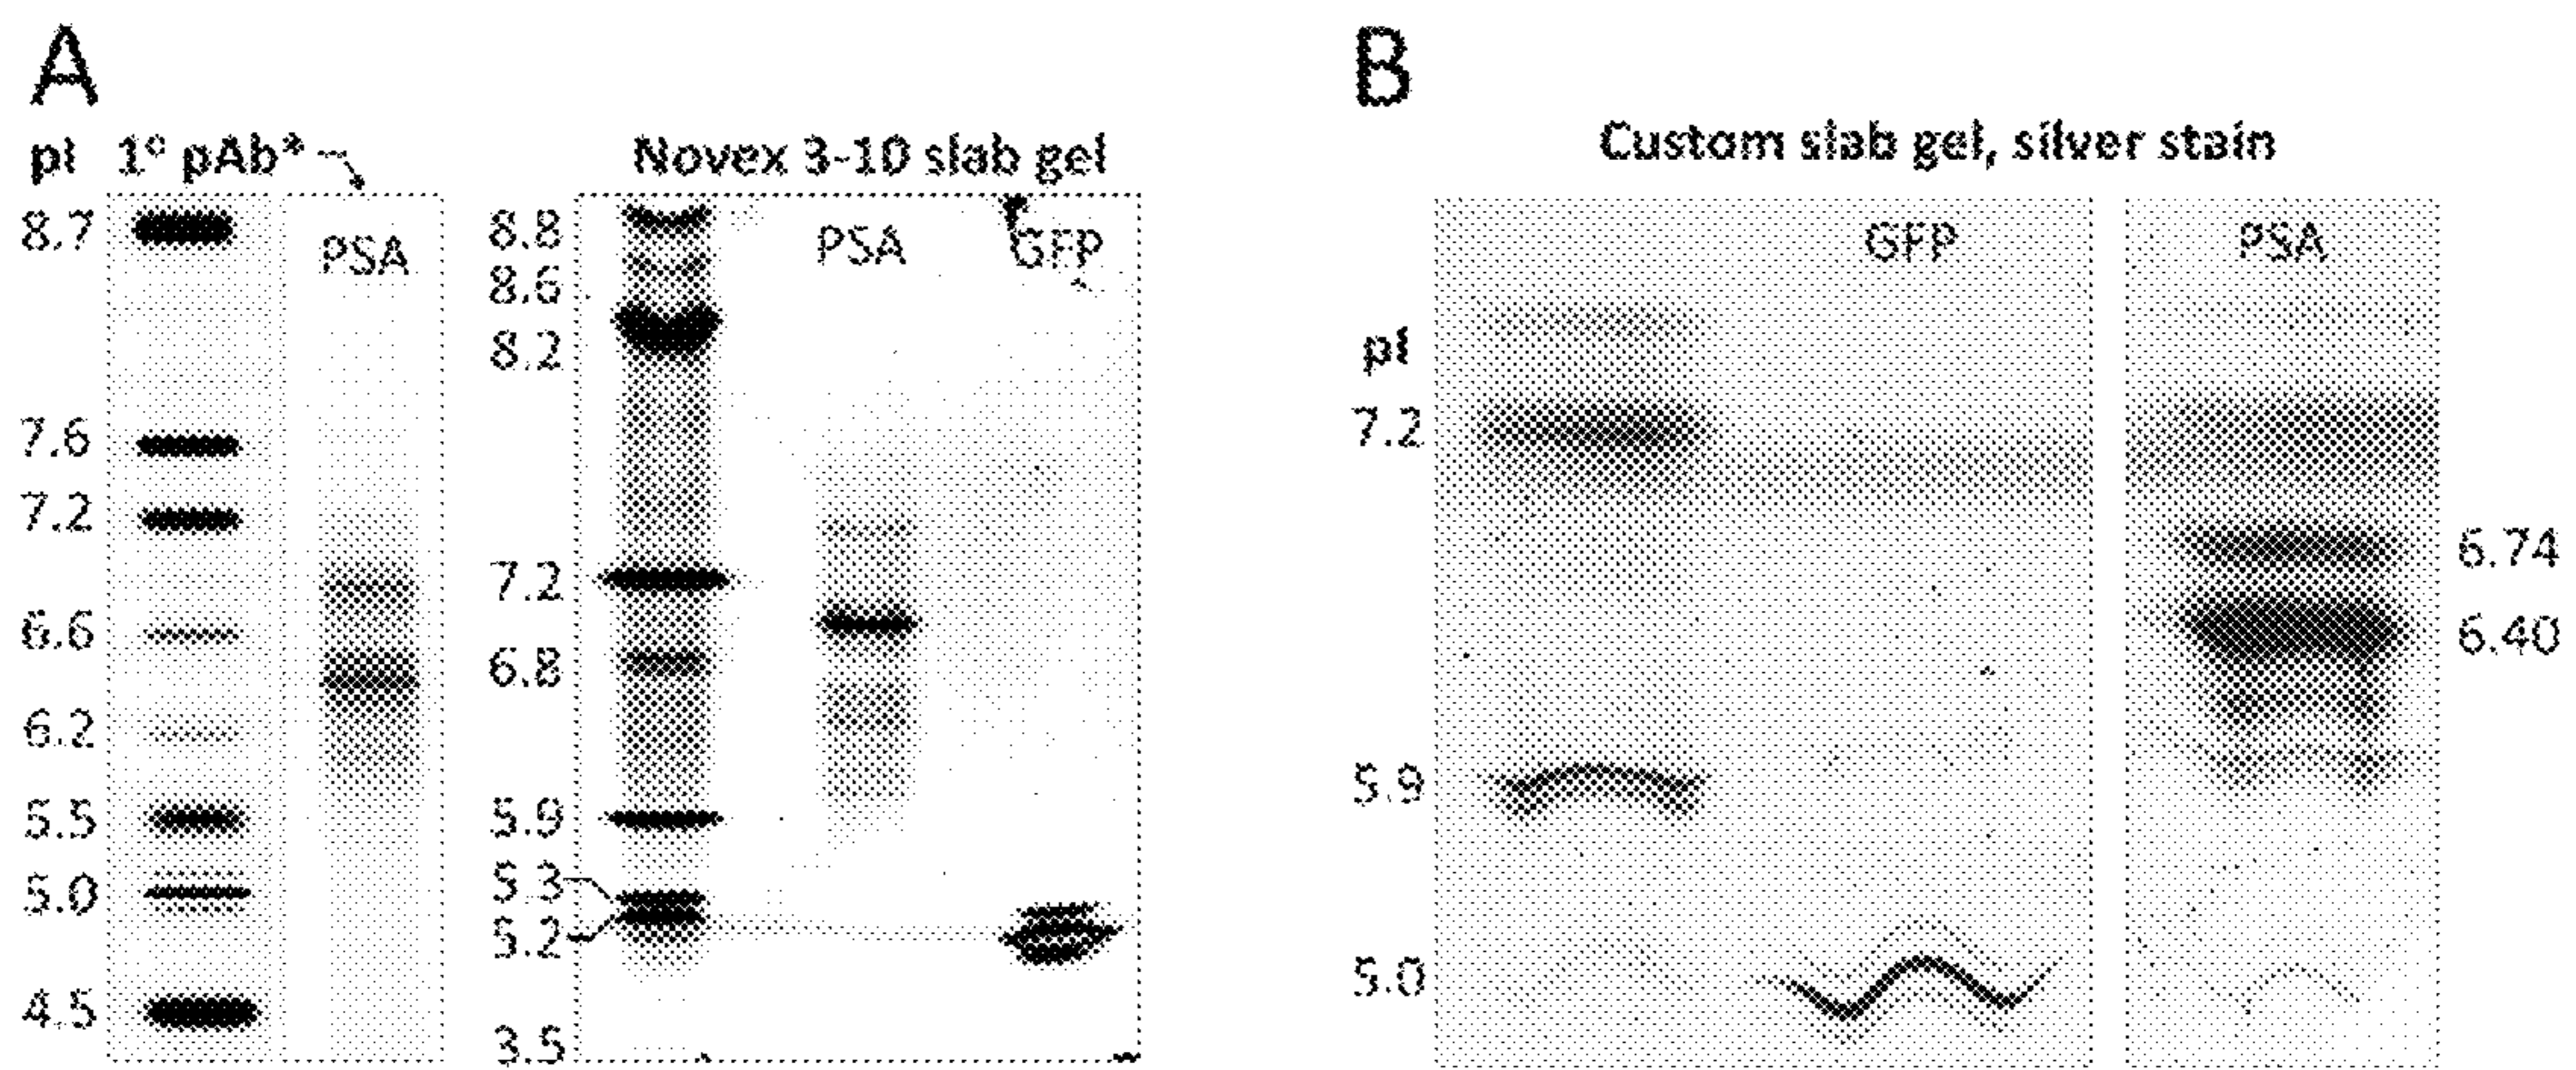 A
pI 1° pAb*
PSA
8.7
7.6
7.2
6.6
6.2
5.5
5.0
4.5
Novex 3-10 slab gel
PSA GFP
8.8
8.6
8.2
7.2
6.8
5.9
5.3
5.2
3.5
B
Custom slab gel, silver stain
GFP PSA
pI
7.2
5.9
5.0
6.74
6.40